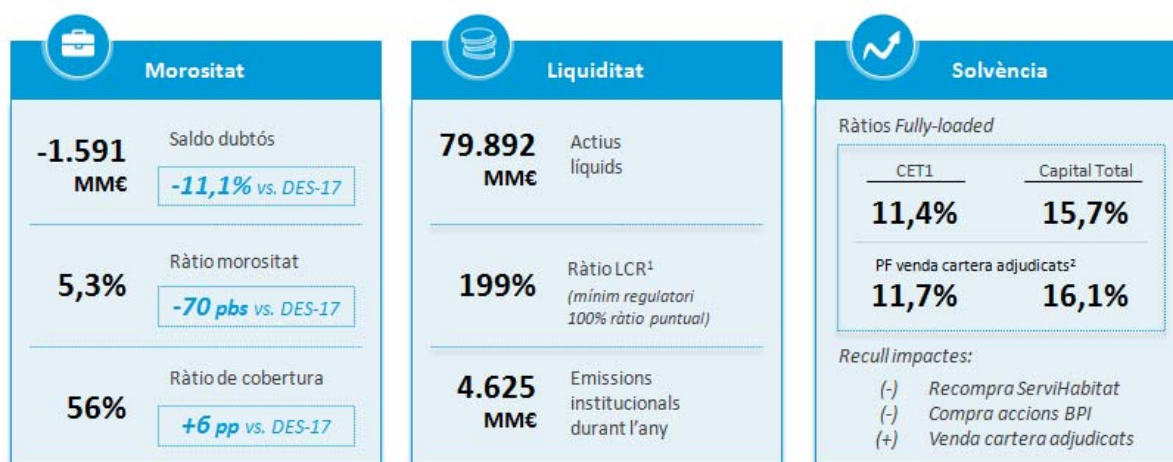 Morositat
-1.591
MM€
Saldo dubtós
-11,1% vs. DES-17
5,3%
Ràtio morositat
-70 pbs vs. DES-17
56%
Ràtio de cobertura
+6 pp vs. DES-17
Liquiditat
79.892
MM€
Actius
líquids
199%
Ràtio LCR¹
(mínim regulatori
100% ràtio puntual)
4.625
MM€
Emissions
institucionals
durant l'any
Solvència
Ràtios Fully-loaded
CET1 Capital Total
11,4% 15,7%
PF venda cartera adjudicats²
11,7% 16,1%
Recull impactes:
(-) Recompra ServiHabitat
(-) Compra accions BPI
(+) Venda cartera adjudicats